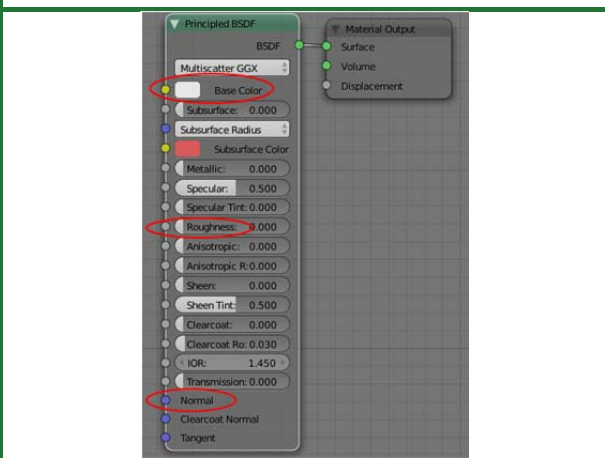 Principled BSDF
BSDF
Multiscatter GGX
Base Color
Subsurface: 0.000
Subsurface Radius
Subsurface Color
Metallic: 0.000
Specular: 0.500
Specular Tint: 0.000
Roughness: 0.000
Anisotropic: 0.000
Anisotropic R: 0.000
Sheen: 0.000
Sheen Tint: 0.500
Clearcoat: 0.000
Clearcoat Ro: 0.030
IOR: 1.450
Transmission: 0.000
Normal
Clearcoat Normal
Tangent
Material Output
Surface
Volume
Displacement